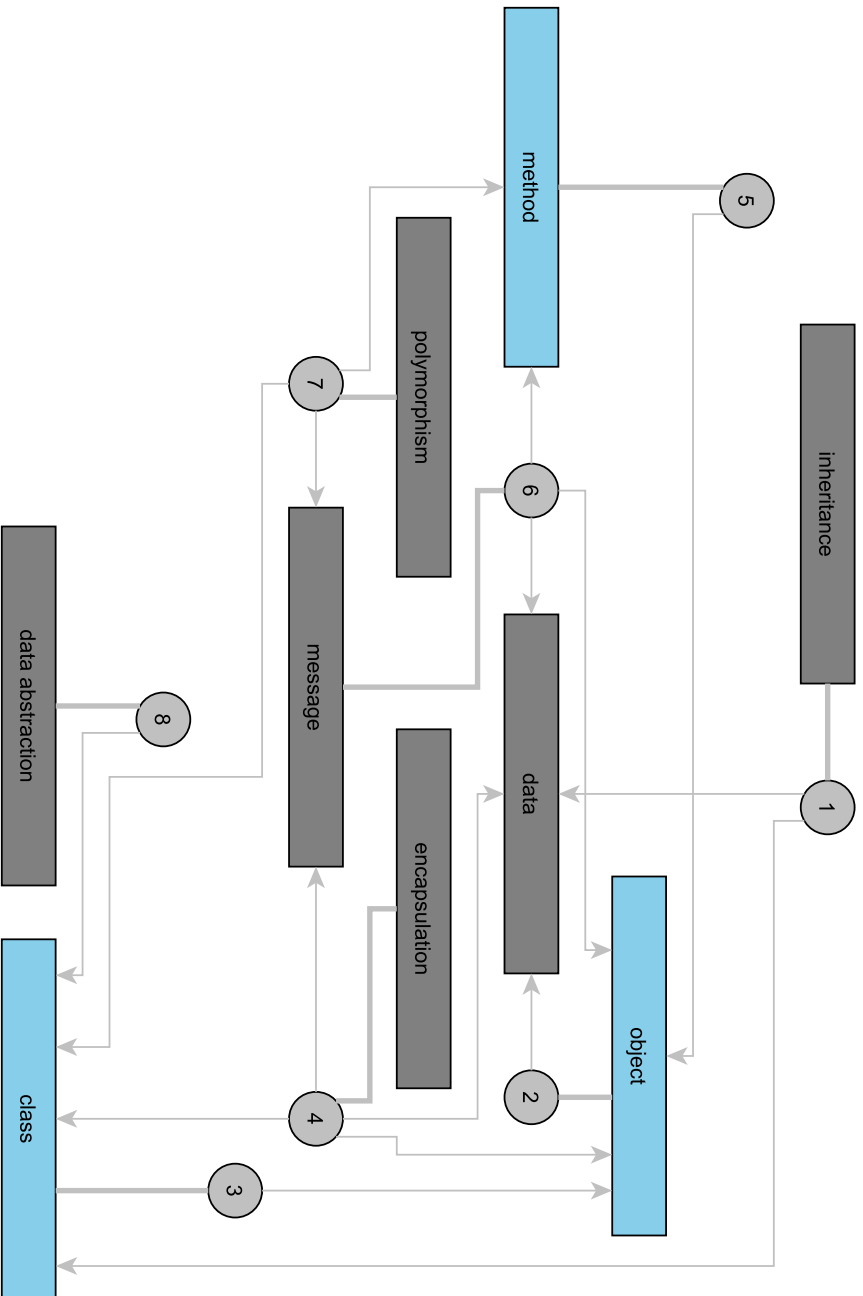 method
5
polymorphism
7
inheritance
6
message
data
data abstraction
8
encapsulation
1
object
2
4
3
class